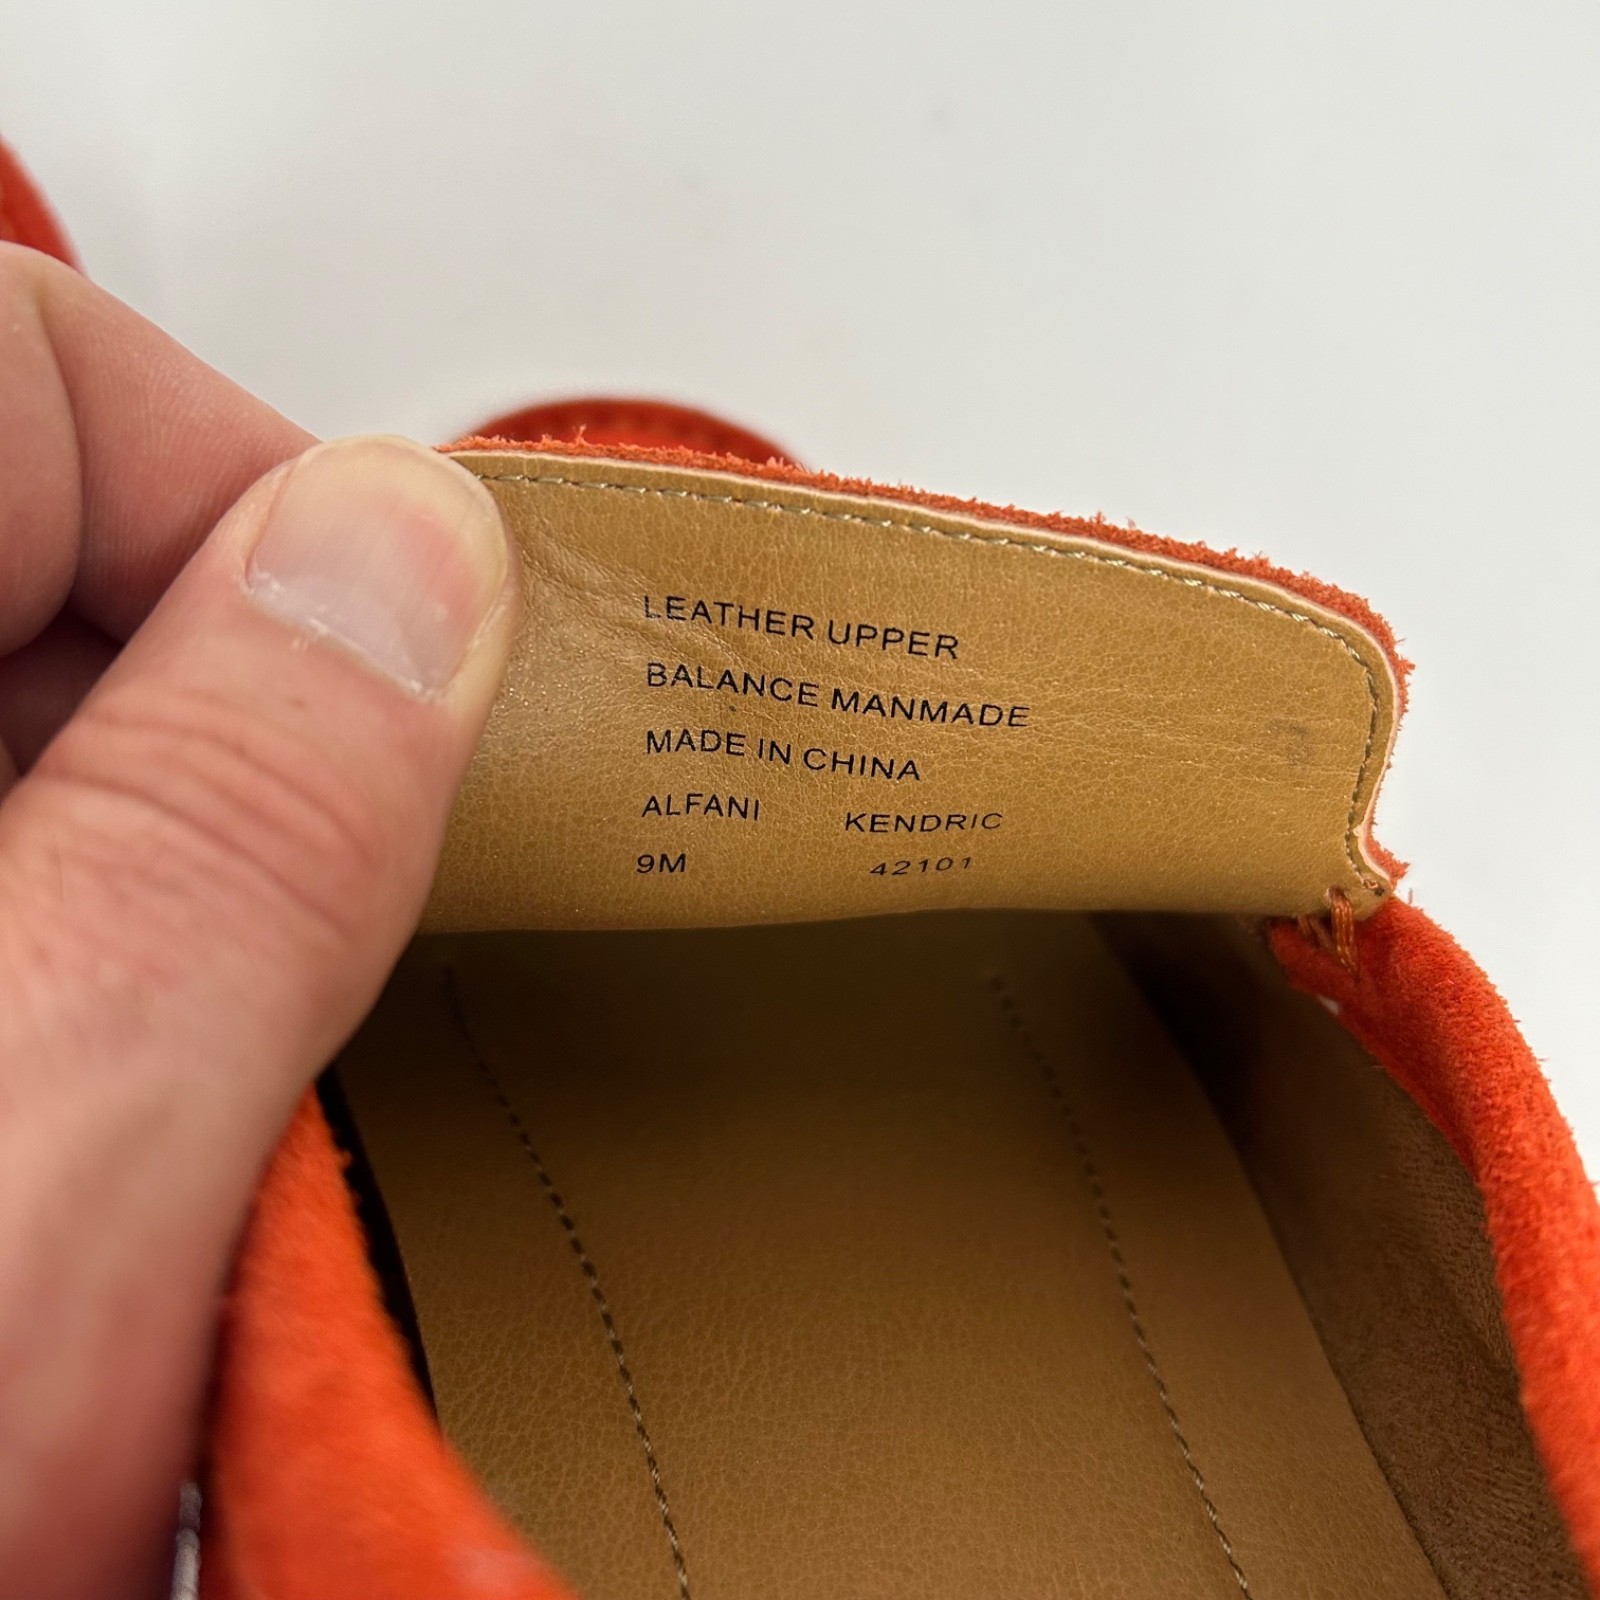 LEATHER UPPER
BALANCE MANMADE
MADE IN CHINA
ALFANI KENDRIC
9M 42101